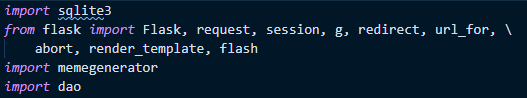 import sqlite3
from flask import Flask, request, session, g, redirect, url_for, \
    abort, render_template, flash
import memegenerator
import dao